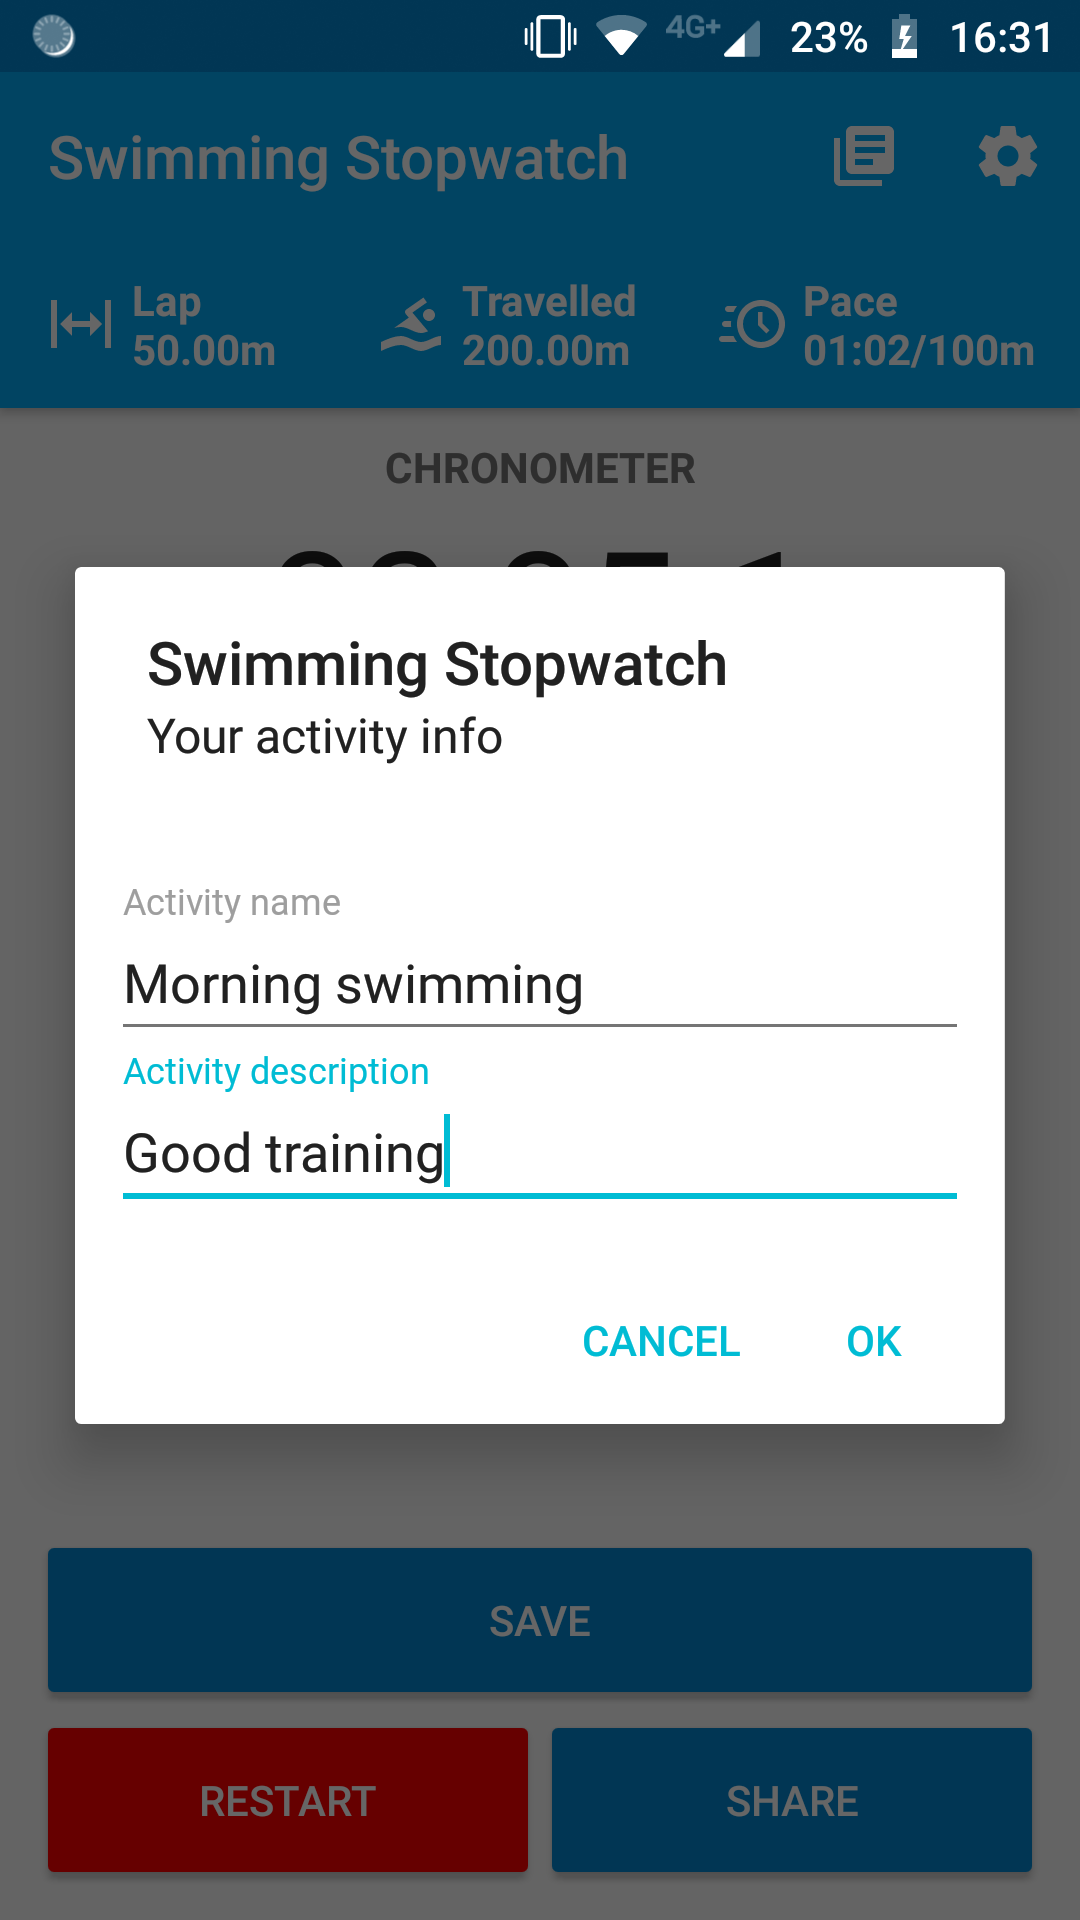 4G+ 23% 16:31
Swimming Stopwatch
Lap Travelled Pace
50.00m 200.00m 01:02/100m
CHRONOMETER
Swimming Stopwatch
Your activity info
Activity name
Morning swimming
Activity description
Good training
CANCEL OK
SAVE
RESTART SHARE